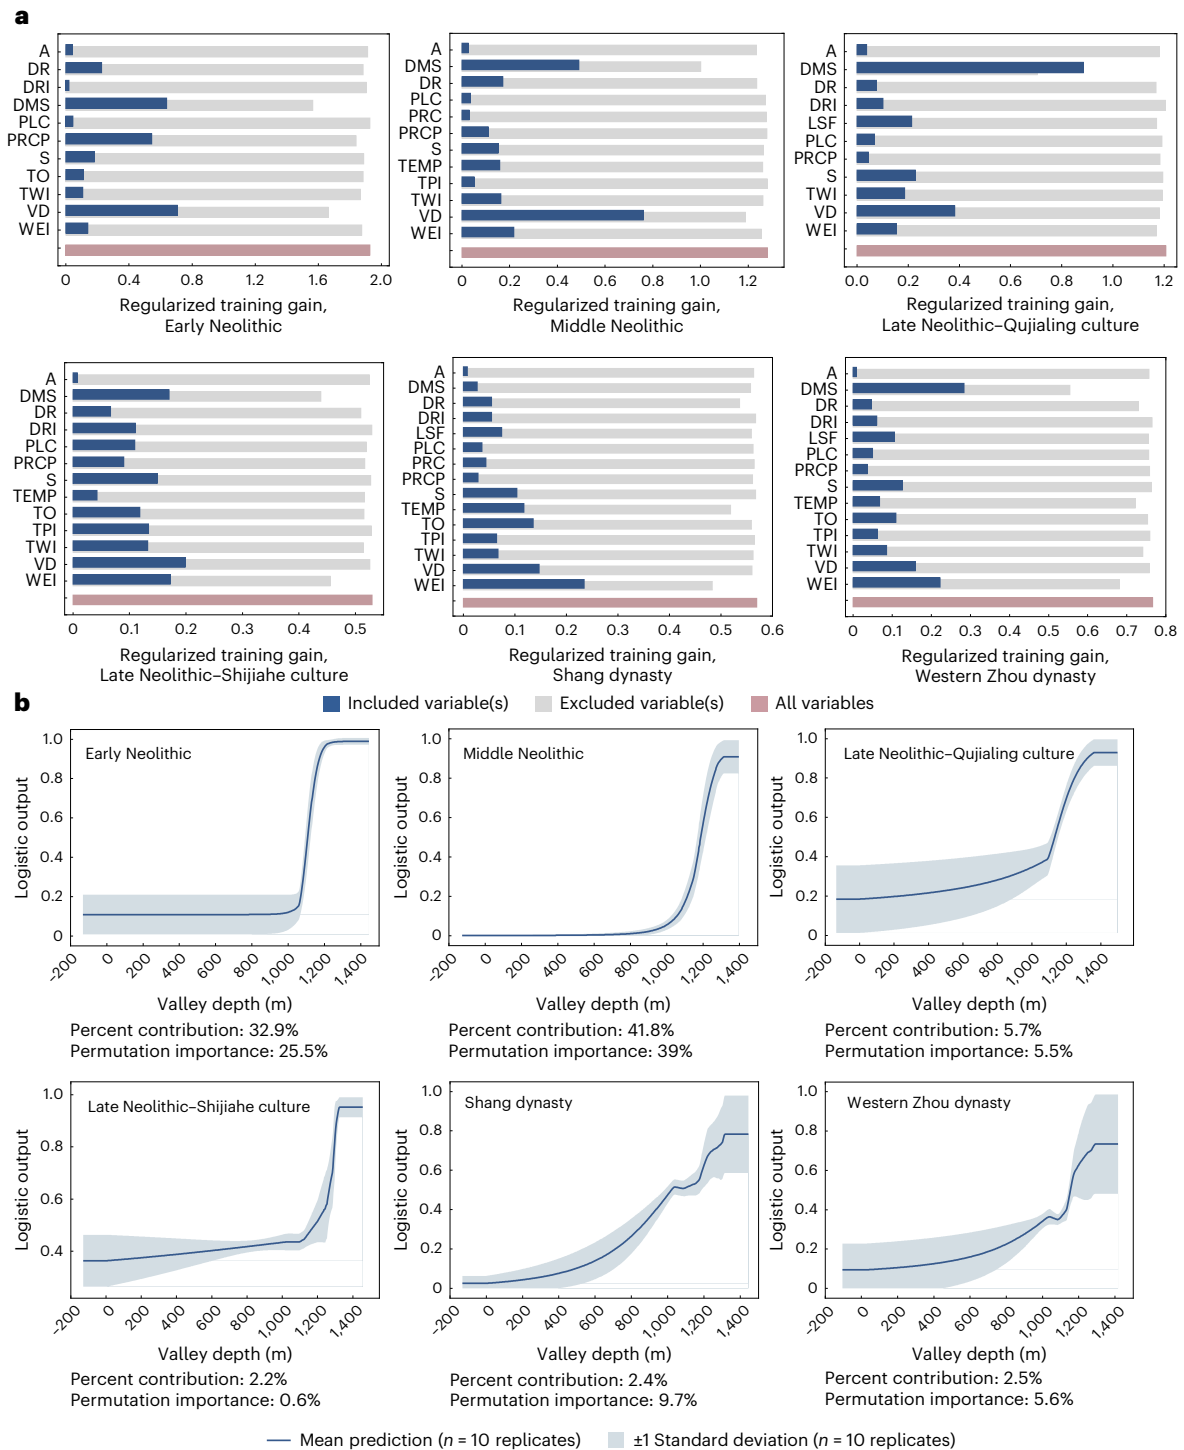 a
A
DR
DRI
DMS
PLC
PRCP
S
TO
TWI
VD
WEI
0 0.4 0.8 1.2 1.6 2.0
Regularized training gain,
Early Neolithic
A
DMS
DR
PLC
PRC
PRCP
S
TEMP
TPI
TWI
VD
WEI
0 0.2 0.4 0.6 0.8 1.0 1.2
Regularized training gain,
Middle Neolithic
A
DMS
DR
DRI
LSF
PLC
PRCP
S
TWI
VD
WEI
0.0 0.2 0.4 0.6 0.8 1.0 1.2
Regularized training gain,
Late Neolithic–Qujialing culture
A
DMS
DR
DRI
PLC
PRCP
S
TEMP
TO
TPI
TWI
VD
WEI
0 0.1 0.2 0.3 0.4 0.5
Regularized training gain,
Late Neolithic–Shijiahe culture
A
DMS
DR
DRI
LSF
PLC
PRC
PRCP
S
TEMP
TO
TPI
TWI
VD
WEI
0 0.1 0.2 0.3 0.4 0.5 0.6
Regularized training gain,
Shang dynasty
A
DMS
DR
DRI
LSF
PLC
PRCP
S
TEMP
TO
TPI
TWI
VD
WEI
0 0.1 0.2 0.3 0.4 0.5 0.6 0.7 0.8
Regularized training gain,
Western Zhou dynasty
Included variable(s) Excluded variable(s) All variables
b
Early Neolithic
Logistic output
1.0
0.8
0.6
0.4
0.2
0
-200 0 200 400 600 800 1,000 1,200 1,400
Valley depth (m)
Percent contribution: 32.9%
Permutation importance: 25.5%
Middle Neolithic
Logistic output
1.0
0.8
0.6
0.4
0.2
0
-200 0 200 400 600 800 1,000 1,200 1,400
Valley depth (m)
Percent contribution: 41.8%
Permutation importance: 39%
Late Neolithic–Qujialing culture
Logistic output
1.0
0.8
0.6
0.4
0.2
0
-200 0 200 400 600 800 1,000 1,200 1,400
Valley depth (m)
Percent contribution: 5.7%
Permutation importance: 5.5%
Late Neolithic–Shijiahe culture
Logistic output
1.0
0.8
0.6
0.4
-200 0 200 400 600 800 1,000 1,200 1,400
Valley depth (m)
Percent contribution: 2.2%
Permutation importance: 0.6%
Shang dynasty
Logistic output
1.0
0.8
0.6
0.4
0.2
0
-200 0 200 400 600 800 1,000 1,200 1,400
Valley depth (m)
Percent contribution: 2.4%
Permutation importance: 9.7%
Western Zhou dynasty
Logistic output
1.0
0.8
0.6
0.4
0.2
0
-200 0 200 400 600 800 1,000 1,200 1,400
Valley depth (m)
Percent contribution: 2.5%
Permutation importance: 5.6%
Mean prediction (n = 10 replicates) ±1 Standard deviation (n = 10 replicates)